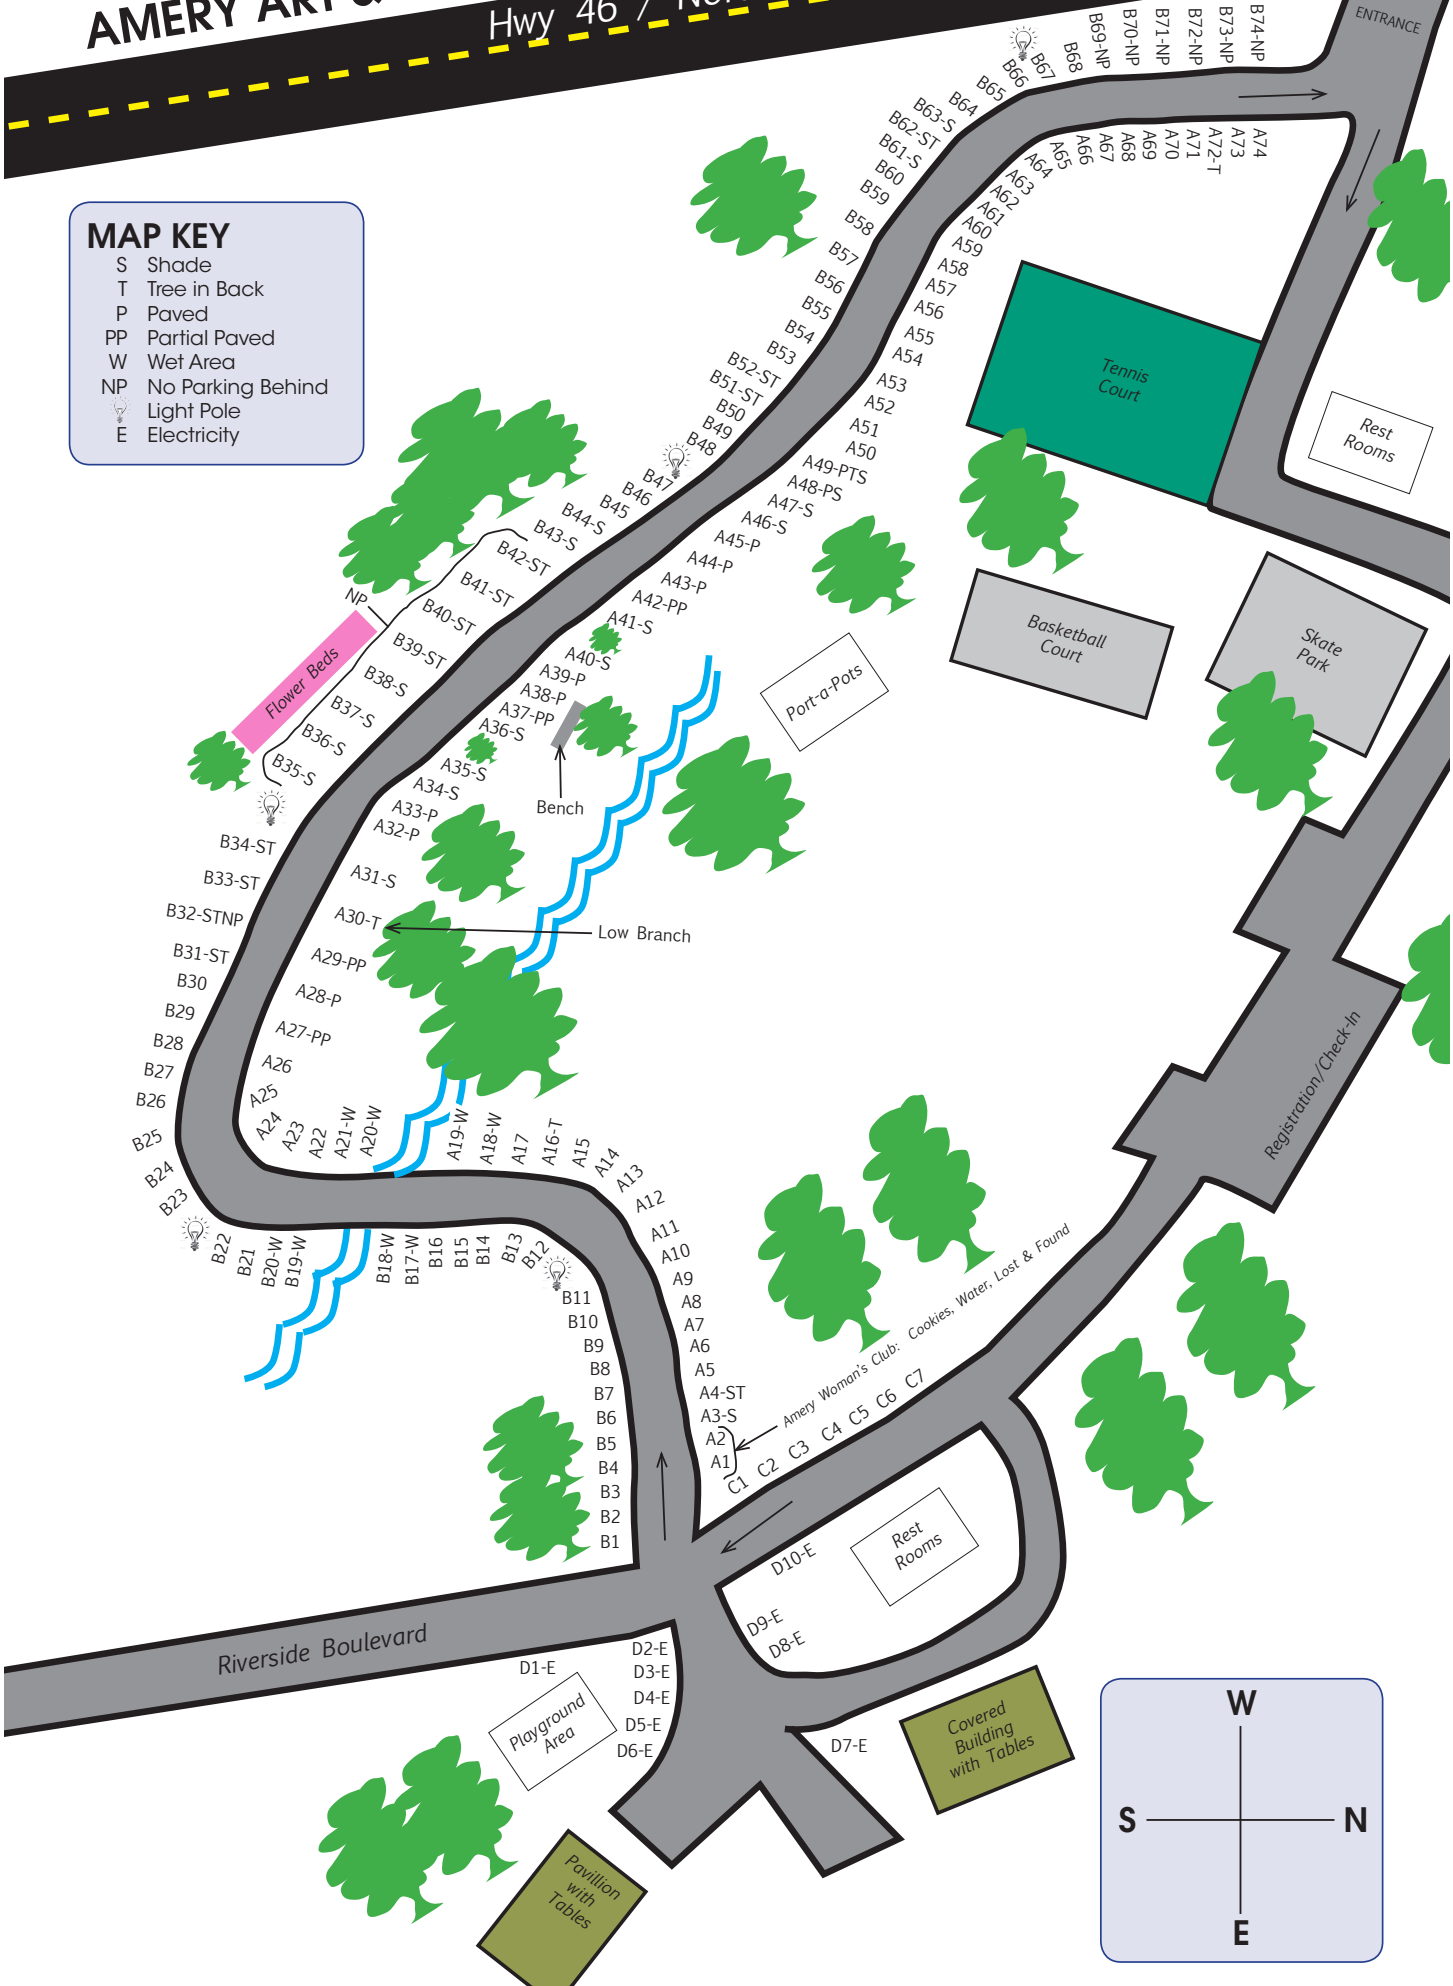 AMERY ART &
Hwy 46 /
ENTRANCE
MAP KEY
S Shade
T Tree in Back
P Paved
PP Partial Paved
W Wet Area
NP No Parking Behind
Light Pole
E Electricity
B74-NP
B73-NP
B72-NP
B71-NP
B70-NP
B69-NP
B68
B67
B66
B65
B64
B63-S
B62-ST
B61-S
B60
B59
B58
B57
B56
B55
B54
B53
B52-ST
B51-ST
B50
B49
B48
B47
B46
B45
B44-S
B43-S
B42-ST
B41-ST
B40-ST
B39-ST
B38-S
B37-S
B36-S
B35-S
NP
Flower Beds
B34-ST
B33-ST
B32-STNP
B31-ST
B30
B29
B28
B27
B26
B25
B24
B23
B22
B21
B20-W
B19-W
B18-W
B17-W
B16
B15
B14
B13
B12
B11
B10
B9
B8
B7
B6
B5
B4
B3
B2
B1
A74
A73
A72-T
A71
A70
A69
A68
A67
A66
A65
A64
A63
A62
A61
A60
A59
A58
A57
A56
A55
A54
A53
A52
A51
A50
A49-PTS
A48-PS
A47-S
A46-S
A45-P
A44-P
A43-P
A42-PP
A41-S
A40-S
A39-P
A38-P
A37-PP
A36-S
A35-S
A34-S
A33-P
A32-P
A31-S
A30-T
A29-PP
A28-P
A27-PP
A26
A25
A24
A23
A22
A21-W
A20-W
A19-W
A18-W
A17
A16-T
A15
A14
A13
A12
A11
A10
A9
A8
A7
A6
A5
A4-ST
A3-S
A2
A1
Bench
Low Branch
Tennis
Court
Rest
Rooms
Basketball
Court
Skate
Park
Port-a-Pots
Registration/Check-In
Amery Woman's Club: Cookies, Water, Lost & Found
C1
C2
C3
C4
C5
C6
C7
Rest
Rooms
D10-E
D9-E
D8-E
D7-E
Riverside Boulevard
D1-E
D2-E
D3-E
D4-E
D5-E
D6-E
Playground
Area
Covered
Building
with Tables
Pavillion
with
Tables
W
S
N
E